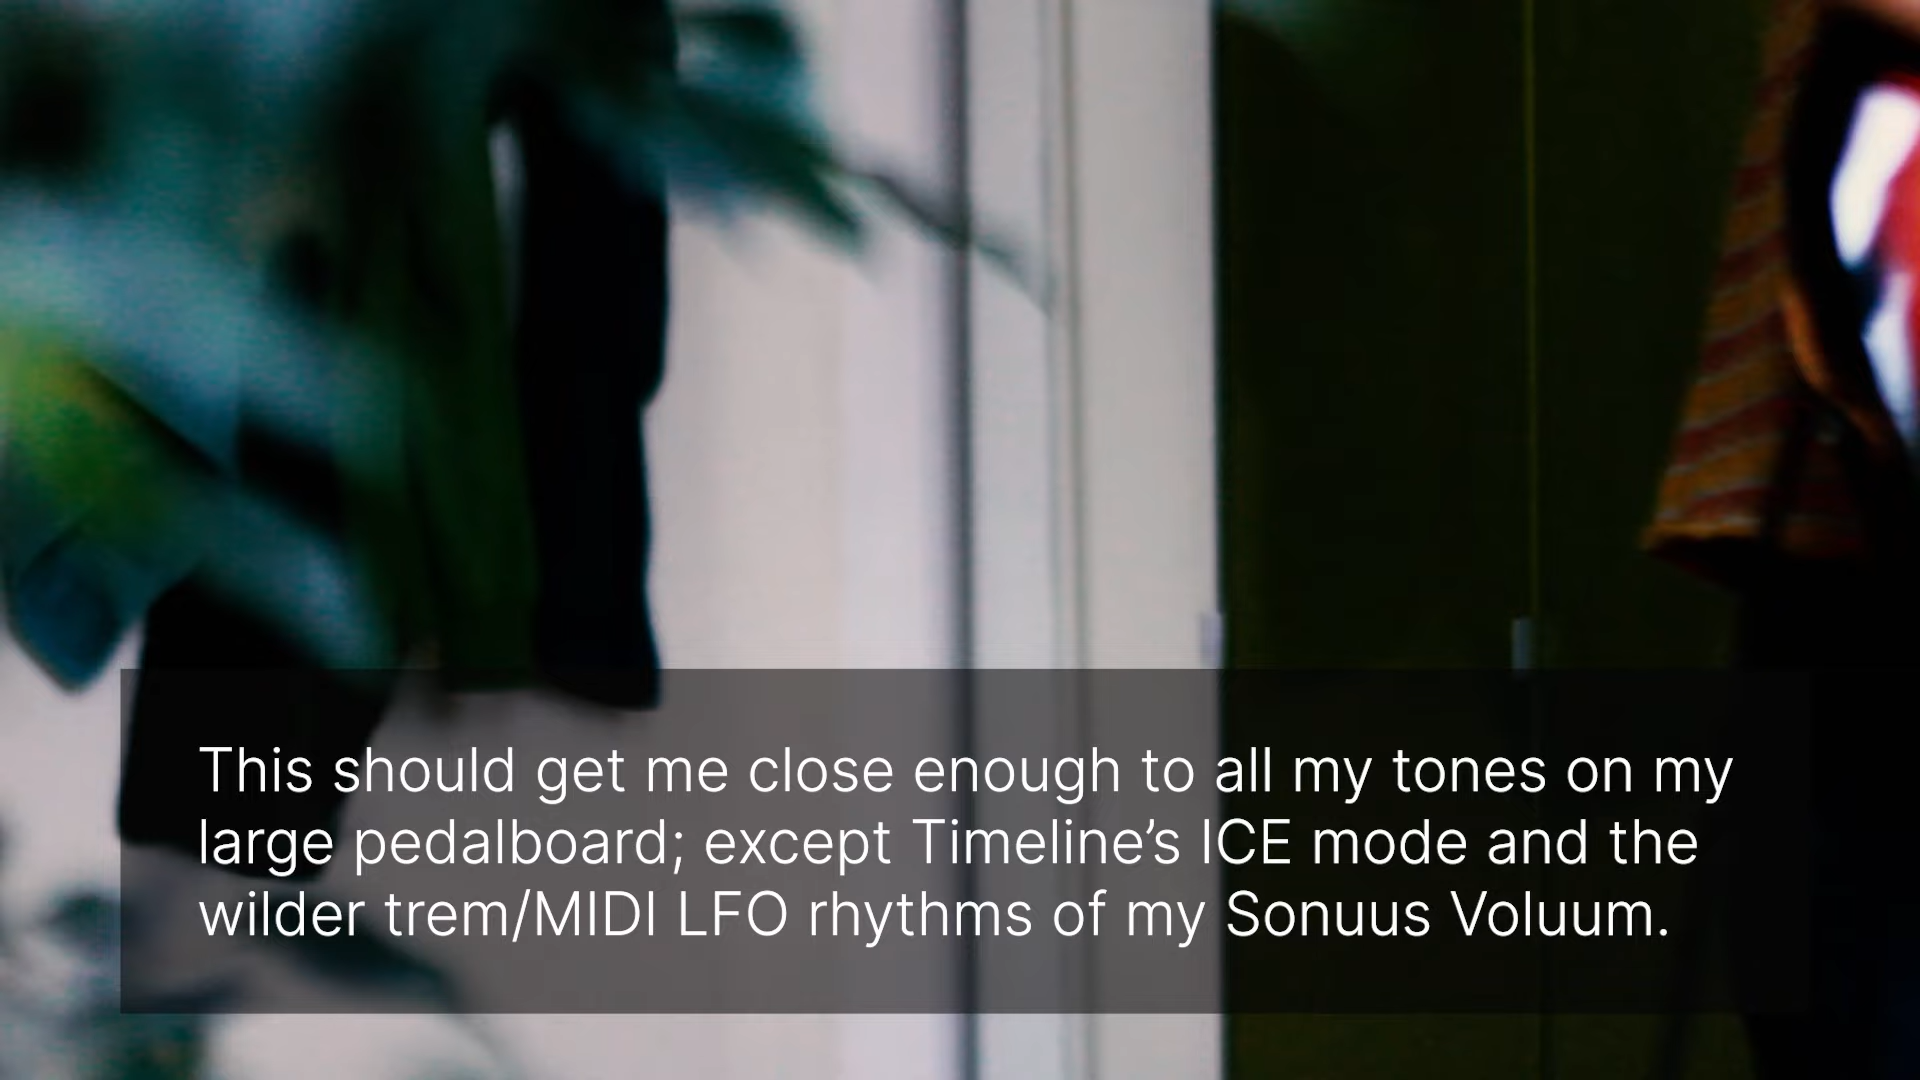 This should get me close enough to all my tones on my
large pedalboard; except Timeline’s ICE mode and the
wilder trem/MIDI LFO rhythms of my Sonuus Voluum.